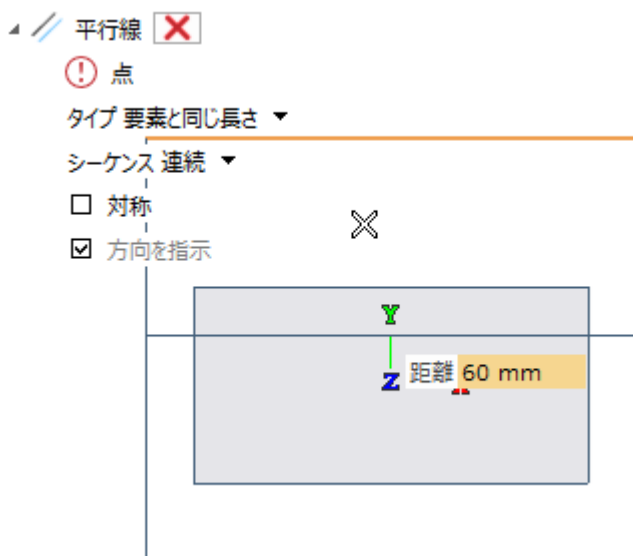 平行線
点
タイプ 要素と同じ長さ
シーケンス 連続
対称
方向を指示
Y
Z 距離 60 mm